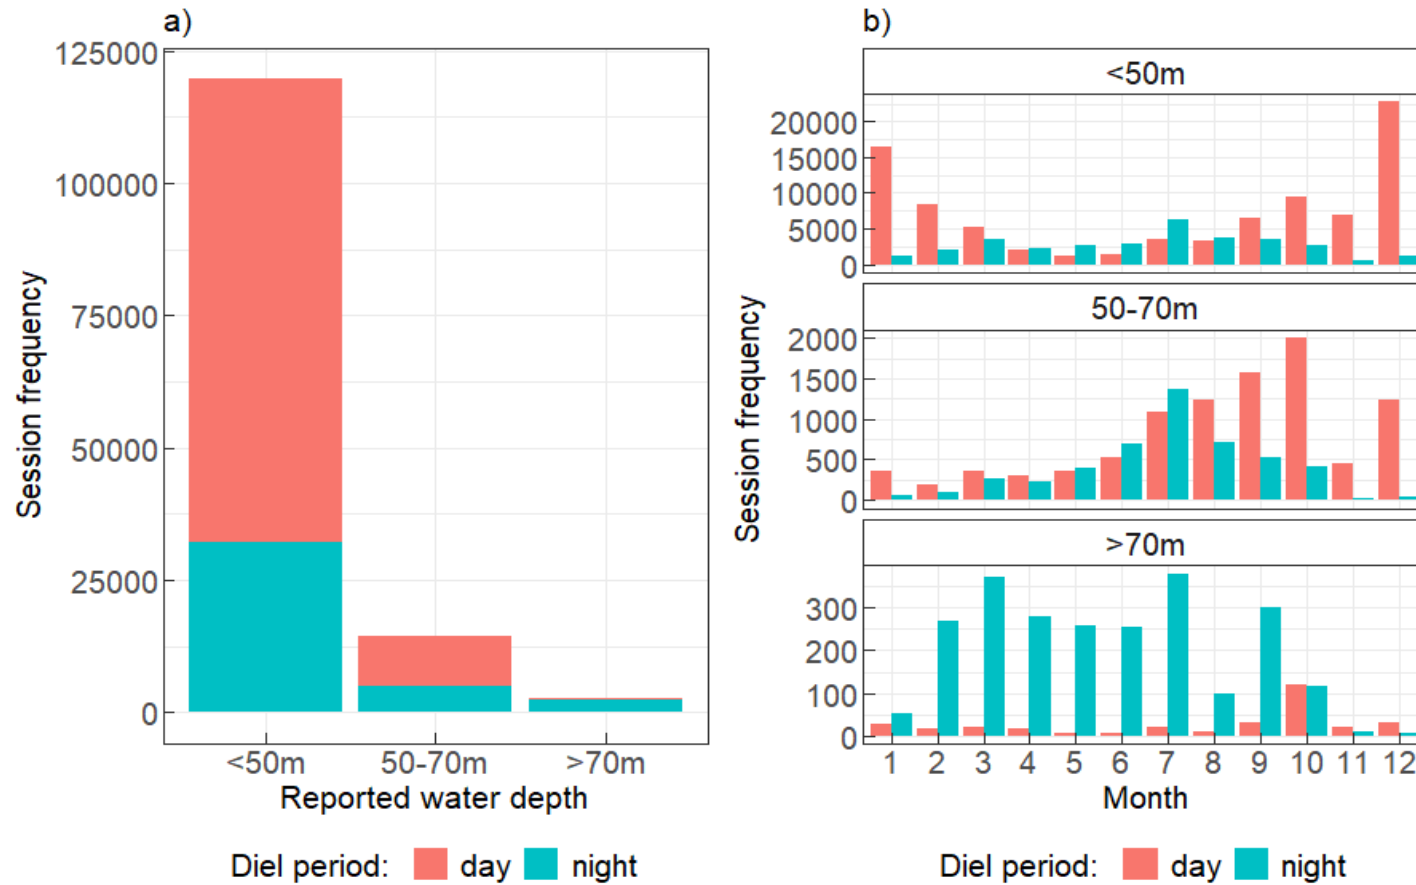 a)
125000
100000
75000
50000
25000
0
Session frequency
<50m 50-70m >70m
Reported water depth
Diel period: day night
b)
<50m
20000
15000
10000
5000
0
50-70m
2000
1500
1000
500
0
Session frequency
>70m
300
200
100
0
1 2 3 4 5 6 7 8 9 10 11 12
Month
Diel period: day night